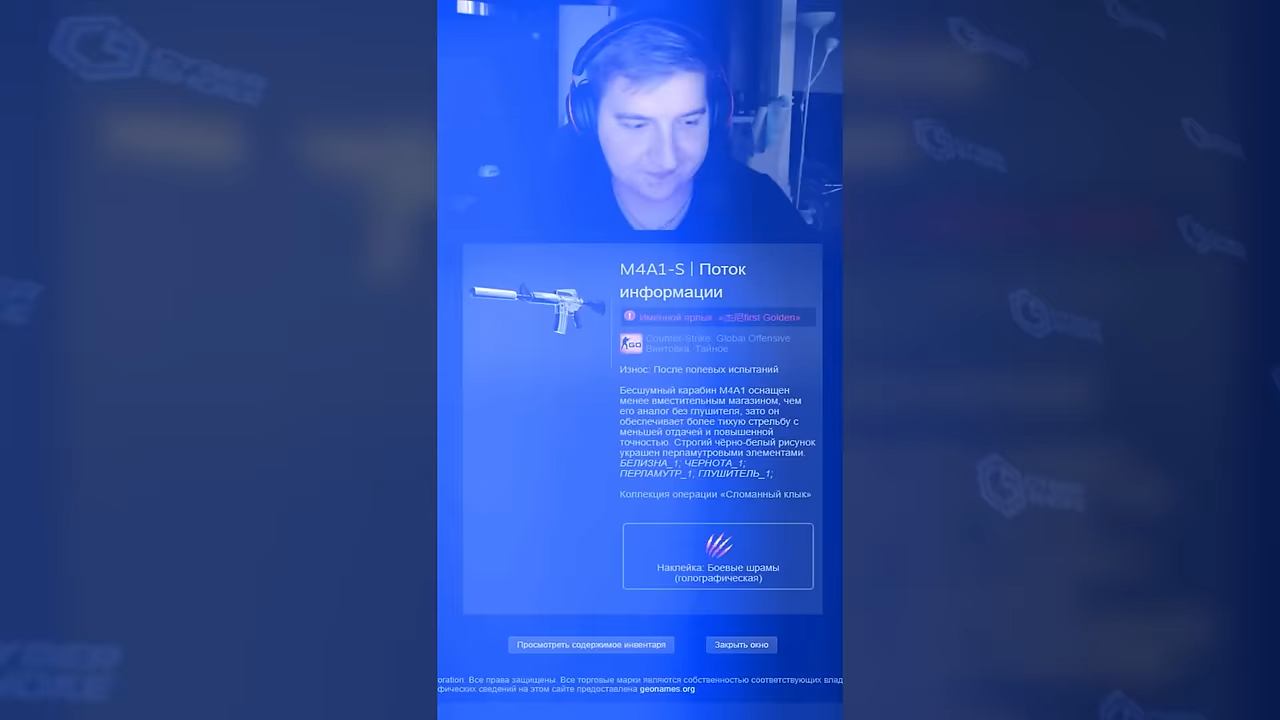 M4A1-S | Поток
информации
Именной ярлык «杰尼first Golden»
GO
Counter-Strike Global Offensive
Винтовка Тайное
Износ: После полевых испытаний
Бесшумный карабин M4A1 оснащен
менее вместительным магазином, чем
его аналог без глушителя, зато он
обеспечивает более тихую стрельбу с
меньшей отдачей и повышенной
точностью. Строгий чёрно-белый рисунок
украшен перламутровыми элементами.
БЕЛИЗНА_1; ЧЕРНОТА_1;
ПЕРЛАМУТР_1, ГЛУШИТЕЛЬ_1;
Коллекция операции «Сломанный клык»
Наклейка: Боевые шрамы
(голографическая)
Просмотреть содержимое инвентаря
Закрыть окно
oration. Все права защищены. Все торговые марки являются собственностью соответствующих влад
фических сведений на этом сайте предоставлена geonames.org